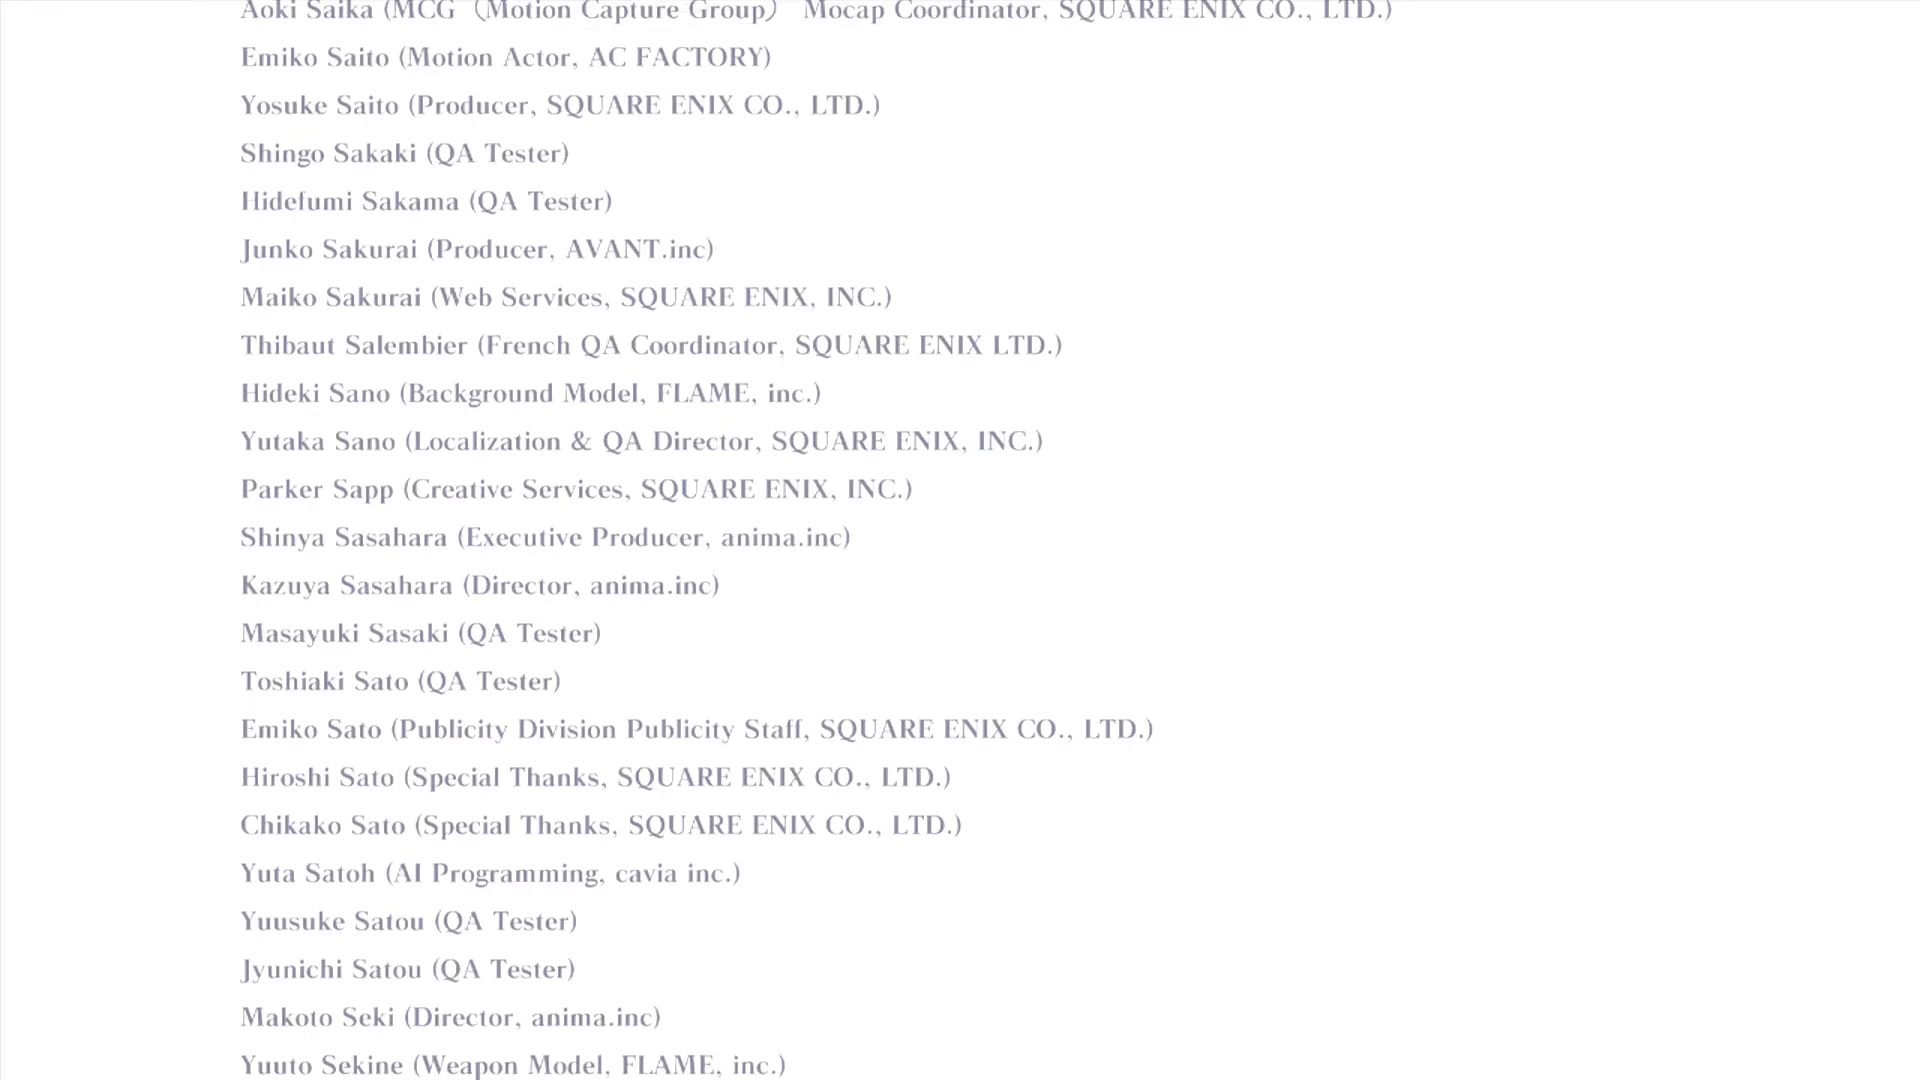 Aoki Saika (MCG（Motion Capture Group） Mocap Coordinator, SQUARE ENIX CO., LTD.)
Emiko Saito (Motion Actor, AC FACTORY)
Yosuke Saito (Producer, SQUARE ENIX CO., LTD.)
Shingo Sakaki (QA Tester)
Hidefumi Sakama (QA Tester)
Junko Sakurai (Producer, AVANT.inc)
Maiko Sakurai (Web Services, SQUARE ENIX, INC.)
Thibaut Salembier (French QA Coordinator, SQUARE ENIX LTD.)
Hideki Sano (Background Model, FLAME, inc.)
Yutaka Sano (Localization & QA Director, SQUARE ENIX, INC.)
Parker Sapp (Creative Services, SQUARE ENIX, INC.)
Shinya Sasahara (Executive Producer, anima.inc)
Kazuya Sasahara (Director, anima.inc)
Masayuki Sasaki (QA Tester)
Toshiaki Sato (QA Tester)
Emiko Sato (Publicity Division Publicity Staff, SQUARE ENIX CO., LTD.)
Hiroshi Sato (Special Thanks, SQUARE ENIX CO., LTD.)
Chikako Sato (Special Thanks, SQUARE ENIX CO., LTD.)
Yuta Satoh (AI Programming, cavia inc.)
Yuusuke Satou (QA Tester)
Jyunichi Satou (QA Tester)
Makoto Seki (Director, anima.inc)
Yuuto Sekine (Weapon Model, FLAME, inc.)